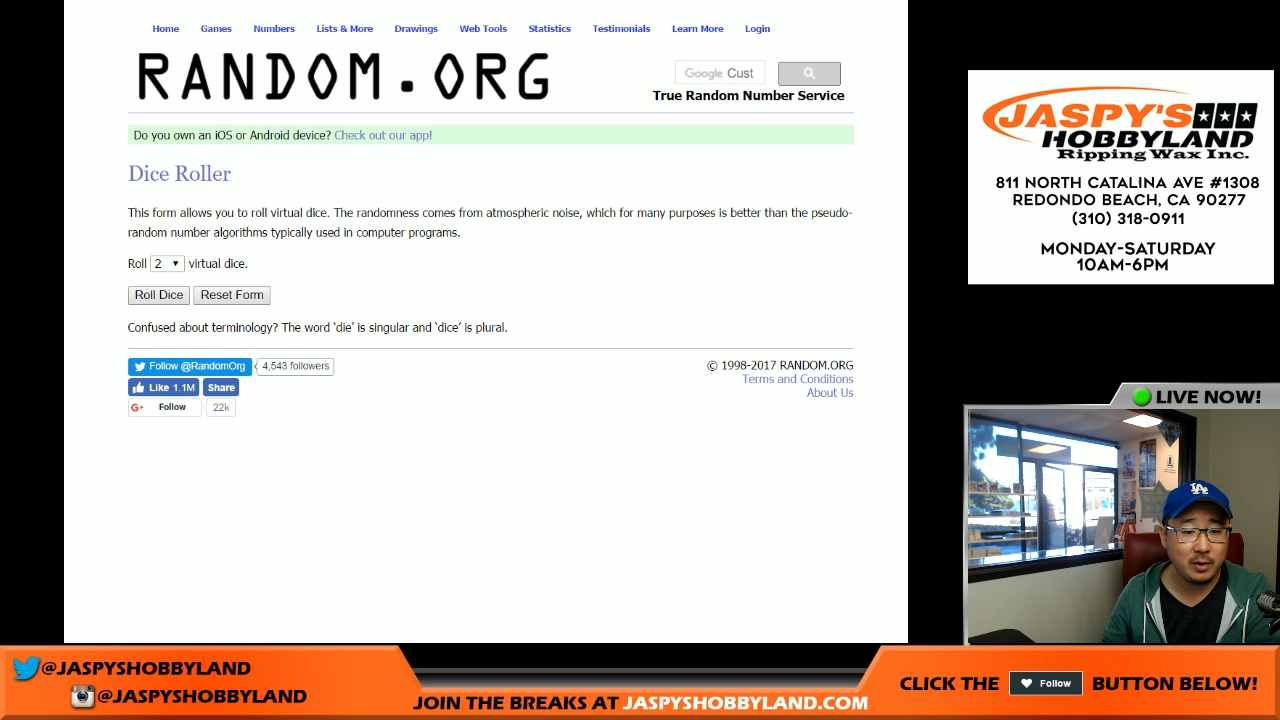 Home Games Numbers Lists & More Drawings Web Tools Statistics Testimonials Learn More Login
RANDOM.ORG
Google Cust
True Random Number Service
Do you own an iOS or Android device? Check out our app!
Dice Roller
This form allows you to roll virtual dice. The randomness comes from atmospheric noise, which for many purposes is better than the pseudo-
random number algorithms typically used in computer programs.
Roll 2 virtual dice.
Roll Dice Reset Form
Confused about terminology? The word ‘die’ is singular and ‘dice’ is plural.
Follow @RandomOrg 4,543 followers
Like 1.1M Share
G+ Follow 22k
© 1998-2017 RANDOM.ORG
Terms and Conditions
About Us
JASPY'S
HOBBYLAND
Ripping Wax Inc.
811 NORTH CATALINA AVE #1308
REDONDO BEACH, CA 90277
(310) 318-0911
MONDAY-SATURDAY
10AM-6PM
LIVE NOW!
LA
@JASPYSHOBBYLAND
@JASPYSHOBBYLAND
JOIN THE BREAKS AT JASPYSHOBBYLAND.COM
CLICK THE Follow BUTTON BELOW!